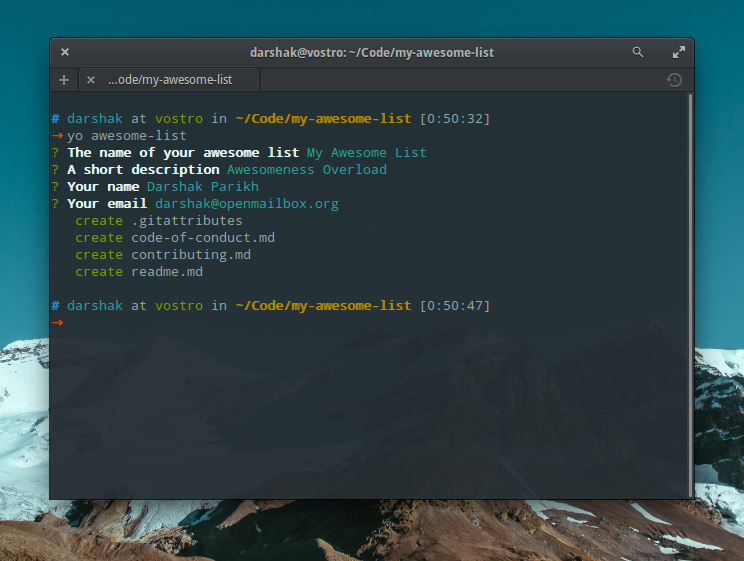 darshak@vostro: ~/Code/my-awesome-list
...ode/my-awesome-list
# darshak at vostro in ~/Code/my-awesome-list [0:50:32]
→ yo awesome-list
? The name of your awesome list My Awesome List
? A short description Awesomeness Overload
? Your name Darshak Parikh
? Your email darshak@openmailbox.org
   create .gitattributes
   create code-of-conduct.md
   create contributing.md
   create readme.md
# darshak at vostro in ~/Code/my-awesome-list [0:50:47]
→